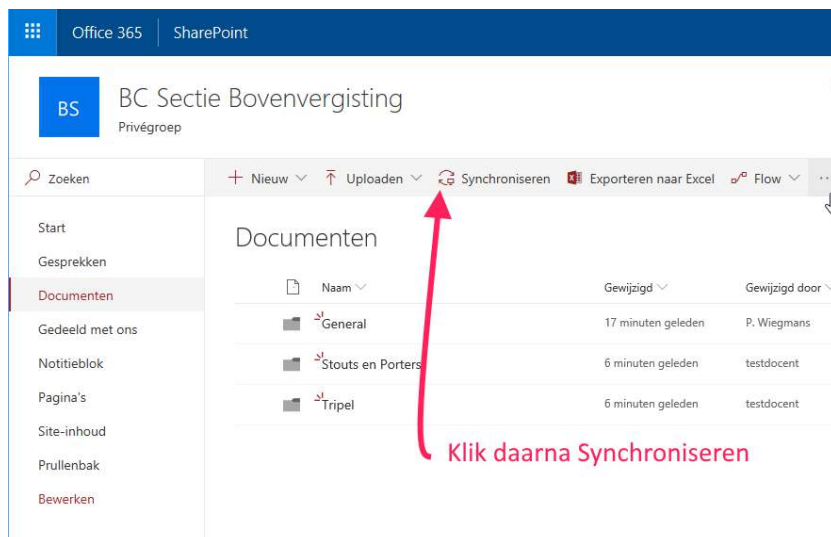 Office 365 SharePoint
BS
BC Sectie Bovenvergisting
Privégroep
Zoeken
Nieuw Uploaden Synchroniseren Exporteren naar Excel Flow ...
Start
Gesprekken
Documenten
Gedeeld met ons
Notitieblok
Pagina's
Site-inhoud
Prullenbak
Bewerken
Documenten
Naam Gewijzigd Gewijzigd door
General 17 minuten geleden P. Wiegmans
Stouts en Porters 6 minuten geleden testdocent
Tripel 6 minuten geleden testdocent
Klik daarna Synchroniseren